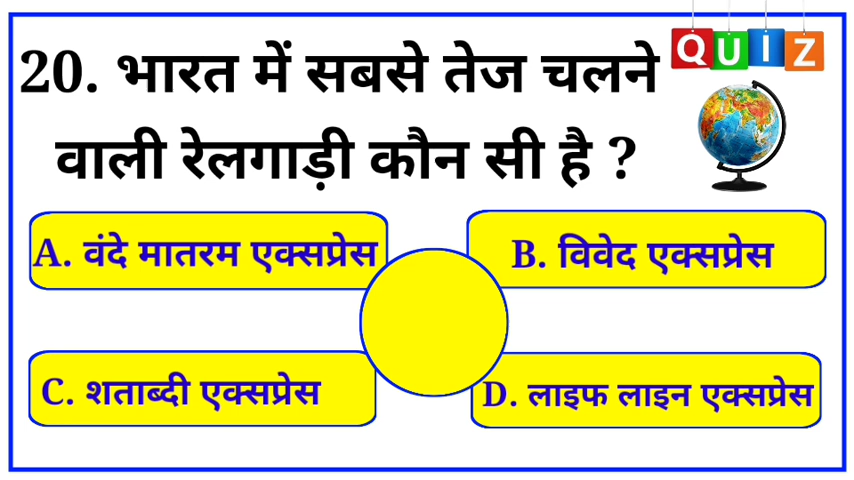 QUIZ
20. भारत में सबसे तेज चलने
वाली रेलगाड़ी कौन सी है ?
A. वंदे मातरम एक्सप्रेस
B. विवेद एक्सप्रेस
C. शताब्दी एक्सप्रेस
D. लाइफ लाइन एक्सप्रेस